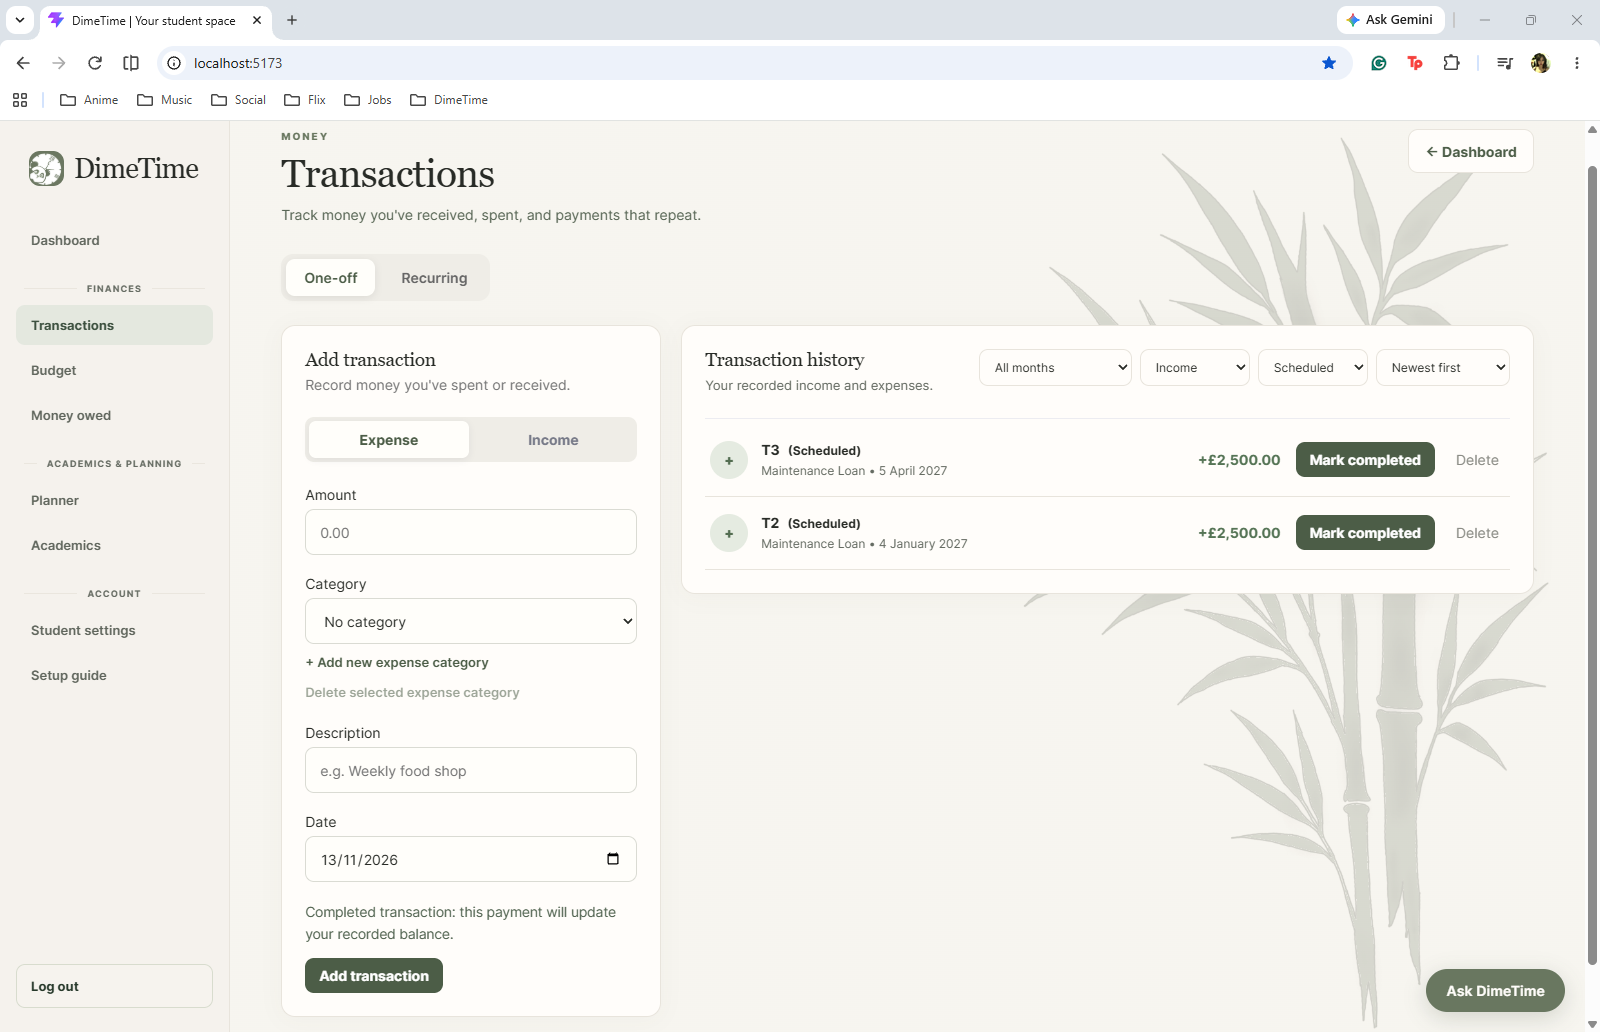 DimeTime | Your student space
Ask Gemini
localhost:5173
Anime
Music
Social
Flix
Jobs
DimeTime
DimeTime
Dashboard
FINANCES
Transactions
Budget
Money owed
ACADEMICS & PLANNING
Planner
Academics
ACCOUNT
Student settings
Setup guide
Log out
MONEY
Transactions
Track money you've received, spent, and payments that repeat.
← Dashboard
One-off
Recurring
Add transaction
Record money you've spent or received.
Expense
Income
Amount
0.00
Category
No category
+ Add new expense category
Delete selected expense category
Description
e.g. Weekly food shop
Date
13/11/2026
Completed transaction: this payment will update
your recorded balance.
Add transaction
Transaction history
Your recorded income and expenses.
All months
Income
Scheduled
Newest first
+
T3 (Scheduled)
Maintenance Loan • 5 April 2027
+£2,500.00
Mark completed
Delete
+
T2 (Scheduled)
Maintenance Loan • 4 January 2027
+£2,500.00
Mark completed
Delete
Ask DimeTime